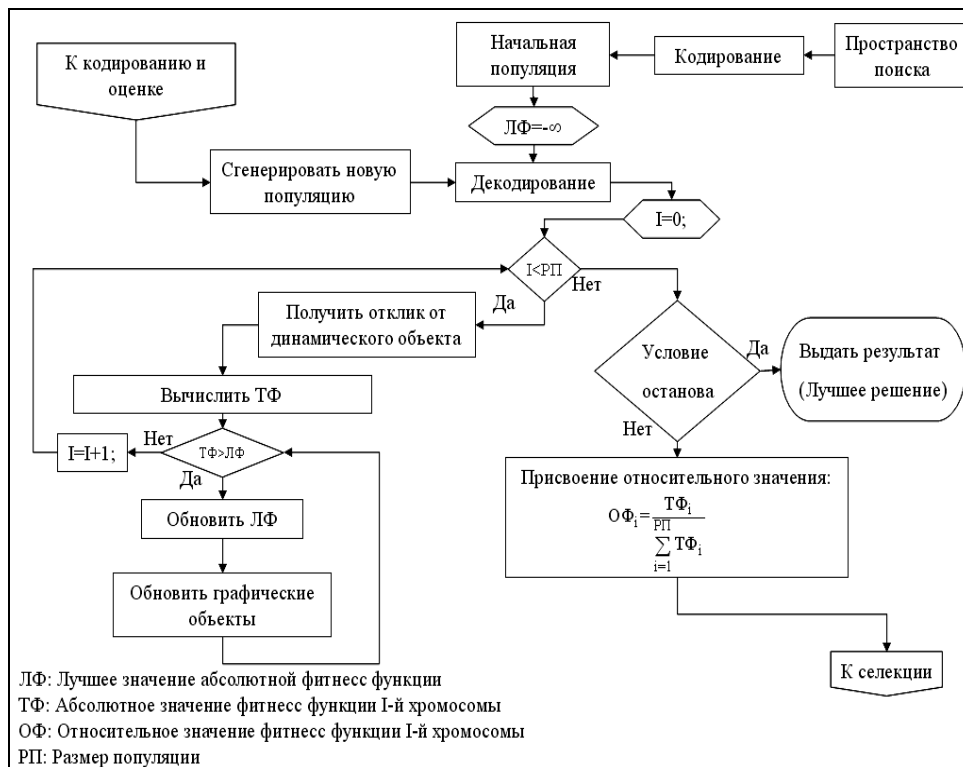 К кодированию и
оценке
Начальная
популяция
Кодирование
Пространство
поиска
ЛФ=-∞
Сгенерировать новую
популяцию
Декодирование
I=0;
I<РП
Нет
Да
Получить отклик от
динамического объекта
Условие
останова
Да
Выдать результат
(Лучшее решение)
Вычислить ТФ
Нет
I=I+1;
Нет
ТФ>ЛФ
Да
Присвоение относительного значения:
ОФi=
ТФi
РП
∑ТФi
i=1
Обновить ЛФ
Обновить графические
объекты
К селекции
ЛФ: Лучшее значение абсолютной фитнесс функции
ТФ: Абсолютное значение фитнесс функции I-й хромосомы
ОФ: Относительное значение фитнесс функции I-й хромосомы
РП: Размер популяции